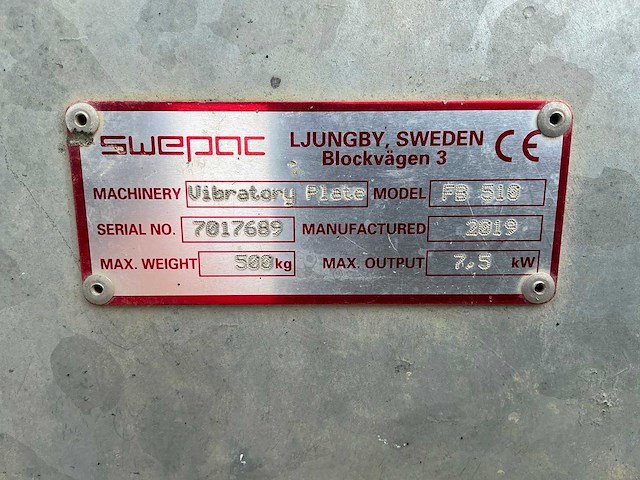 swepac LJUNGBY, SWEDEN CE
Blockvägen 3
MACHINERY Vibratory Plate MODEL FB 510
SERIAL NO. 7017689 MANUFACTURED 2019
MAX. WEIGHT 500 kg MAX. OUTPUT 7,5 kW